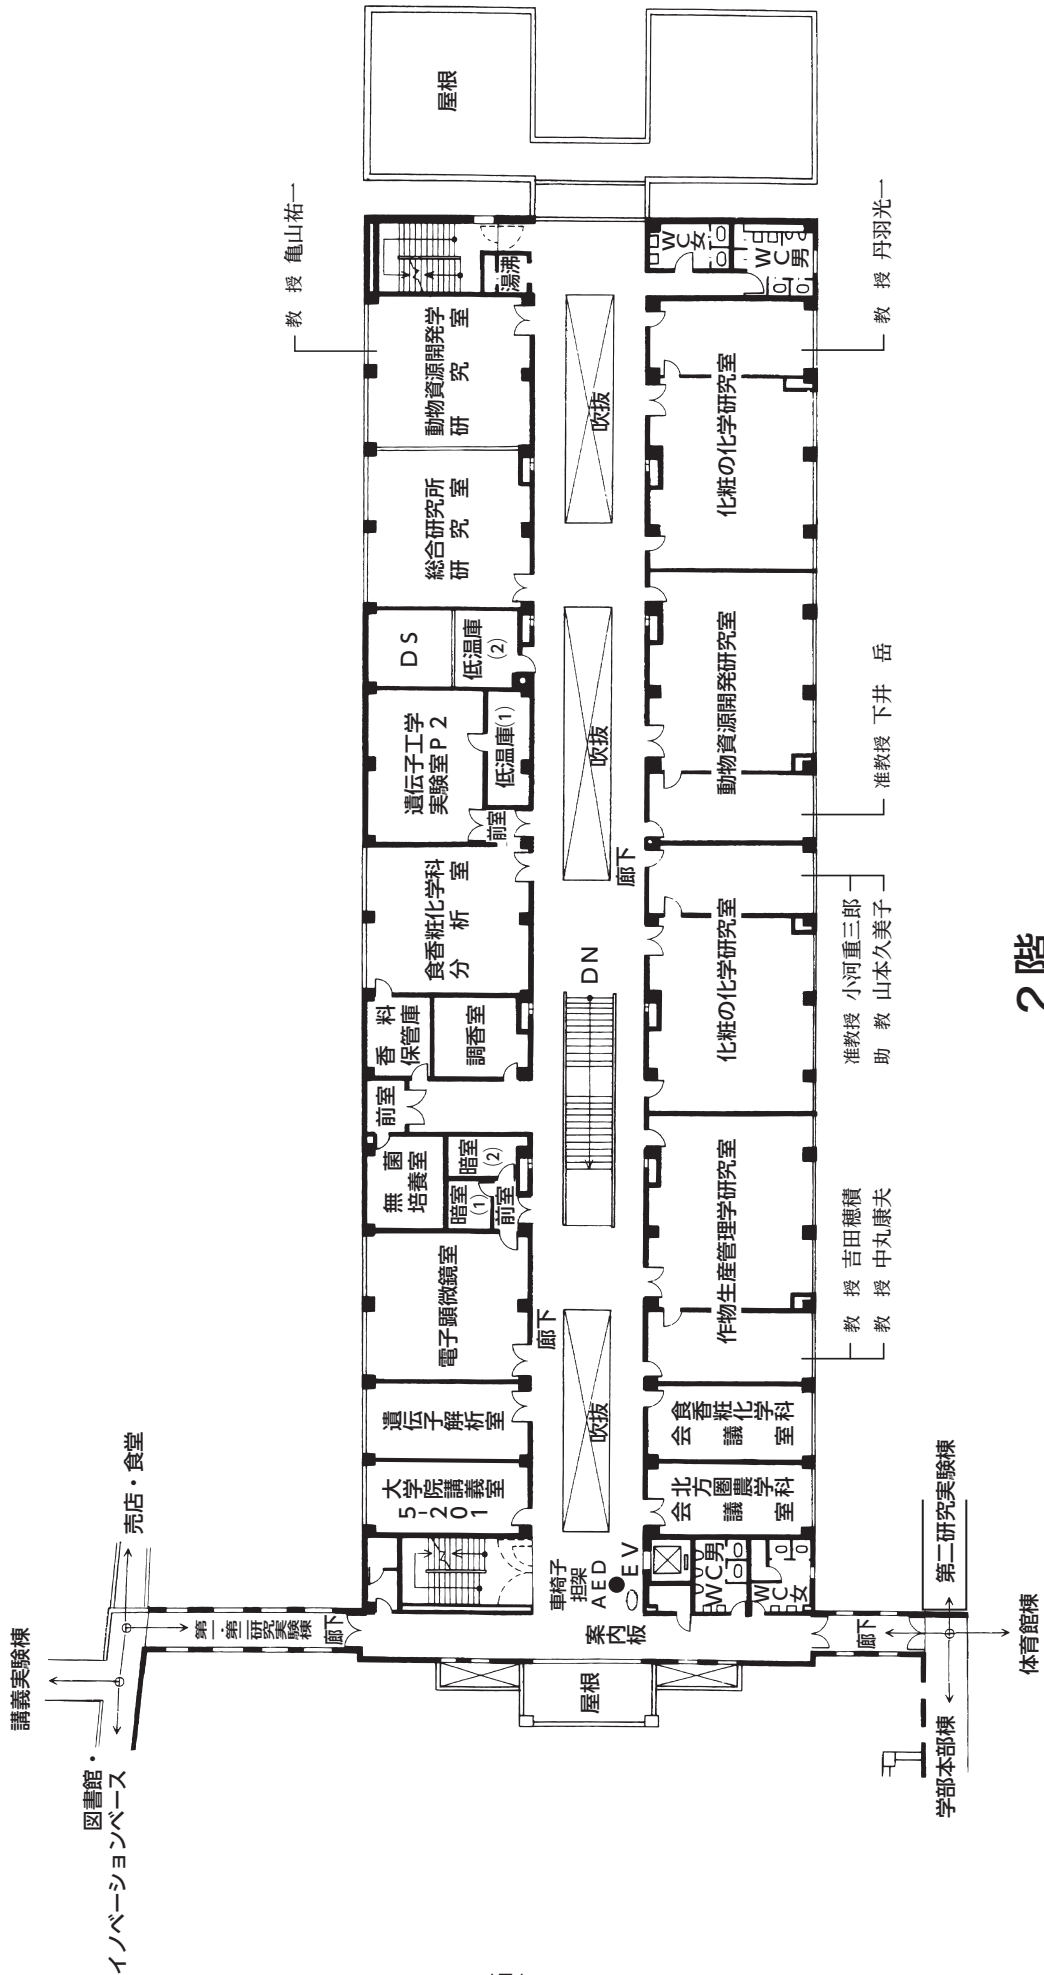 講義実験棟
図書館・
イノベーションベース
売店・食堂
第一・第三研究実験棟
廊下
教　授　亀山祐一
大学院講義室
5-201
遺伝子解析室
電子顕微鏡室
無菌
培養室
暗室
(1)
暗室
(2)
前室
前室
香料
保管庫
調香室
食香粧化学科
分析室
遺伝子工学
実験室P2
前室
低温庫(1)
DS
低温庫
(2)
総合研究所
研究室
動物資源開発学
研究室
湯沸
屋根
屋根
案内板
車椅子
担架
AED
EV
吹抜
廊下
DN
廊下
吹抜
吹抜
WC男
WC女
北方圏農学科
会議室
食香粧化学科
会議室
作物生産管理学研究室
化粧の化学研究室
動物資源開発研究室
化粧の化学研究室
WC女
WC男
教　授　吉田穂積
教　授　中丸康夫
准教授　小河重三郎
助　教　山本久美子
准教授　下井　岳
教　授　丹羽光一
廊下
学部本部棟
第二研究実験棟
体育館棟
2階